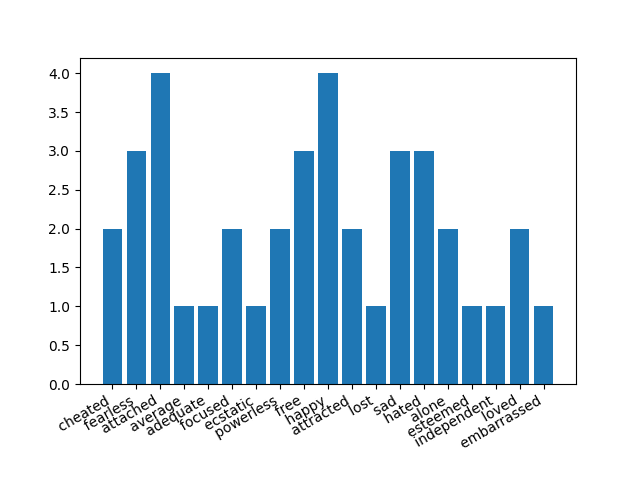 4.0
3.5
3.0
2.5
2.0
1.5
1.0
0.5
0.0
cheated
fearless
attached
average
adequate
focused
ecstatic
powerless
free
happy
attracted
lost
sad
hated
alone
esteemed
independent
loved
embarrassed